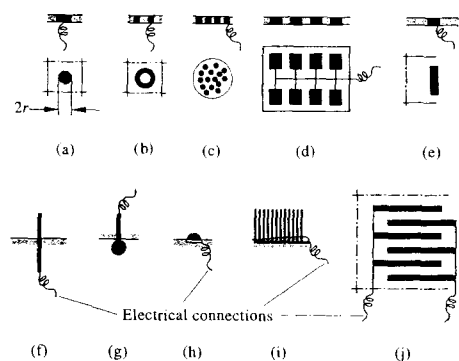 2r
(a) (b) (c) (d) (e)
Electrical connections
(f) (g) (h) (i) (j)